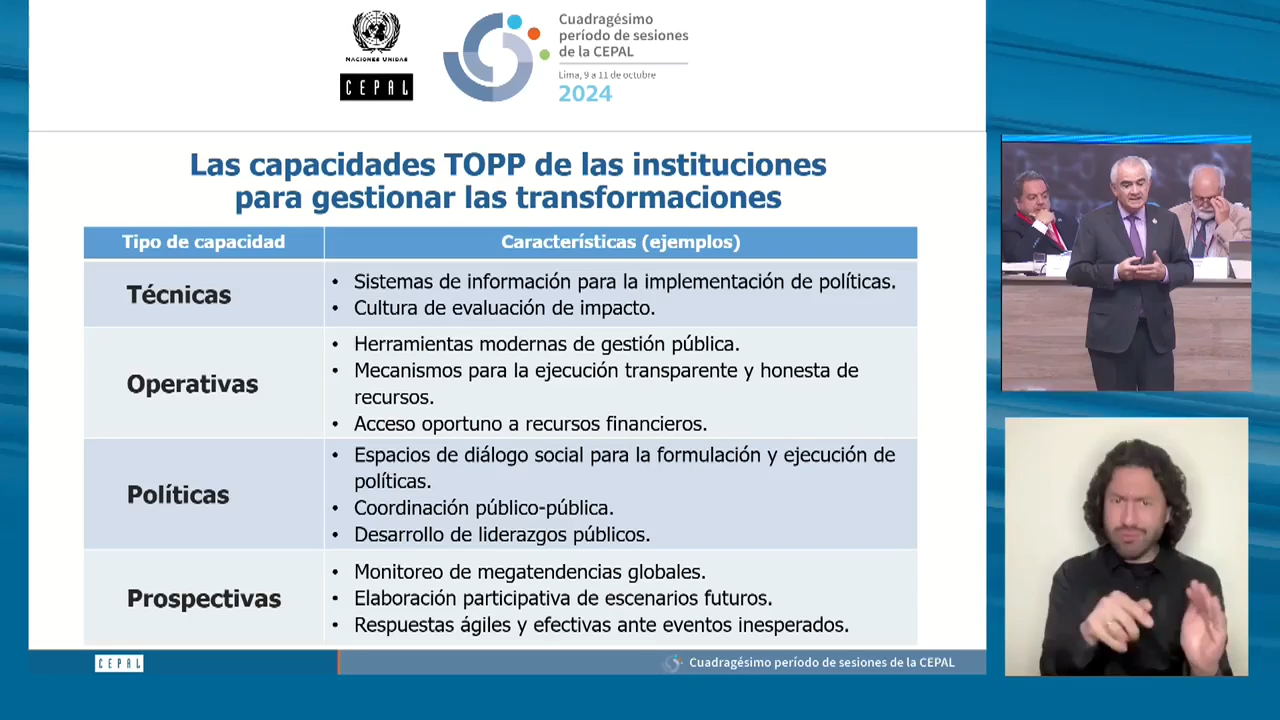 NACIONES UNIDAS
CEPAL
Cuadragésimo
período de sesiones
de la CEPAL
Lima, 9 a 11 de octubre
2024
Las capacidades TOPP de las instituciones
para gestionar las transformaciones
Tipo de capacidad
Características (ejemplos)
Técnicas
• Sistemas de información para la implementación de políticas.
• Cultura de evaluación de impacto.
Operativas
• Herramientas modernas de gestión pública.
• Mecanismos para la ejecución transparente y honesta de
recursos.
• Acceso oportuno a recursos financieros.
Políticas
• Espacios de diálogo social para la formulación y ejecución de
políticas.
• Coordinación público-pública.
• Desarrollo de liderazgos públicos.
Prospectivas
• Monitoreo de megatendencias globales.
• Elaboración participativa de escenarios futuros.
• Respuestas ágiles y efectivas ante eventos inesperados.
CEPAL
Cuadragésimo período de sesiones de la CEPAL